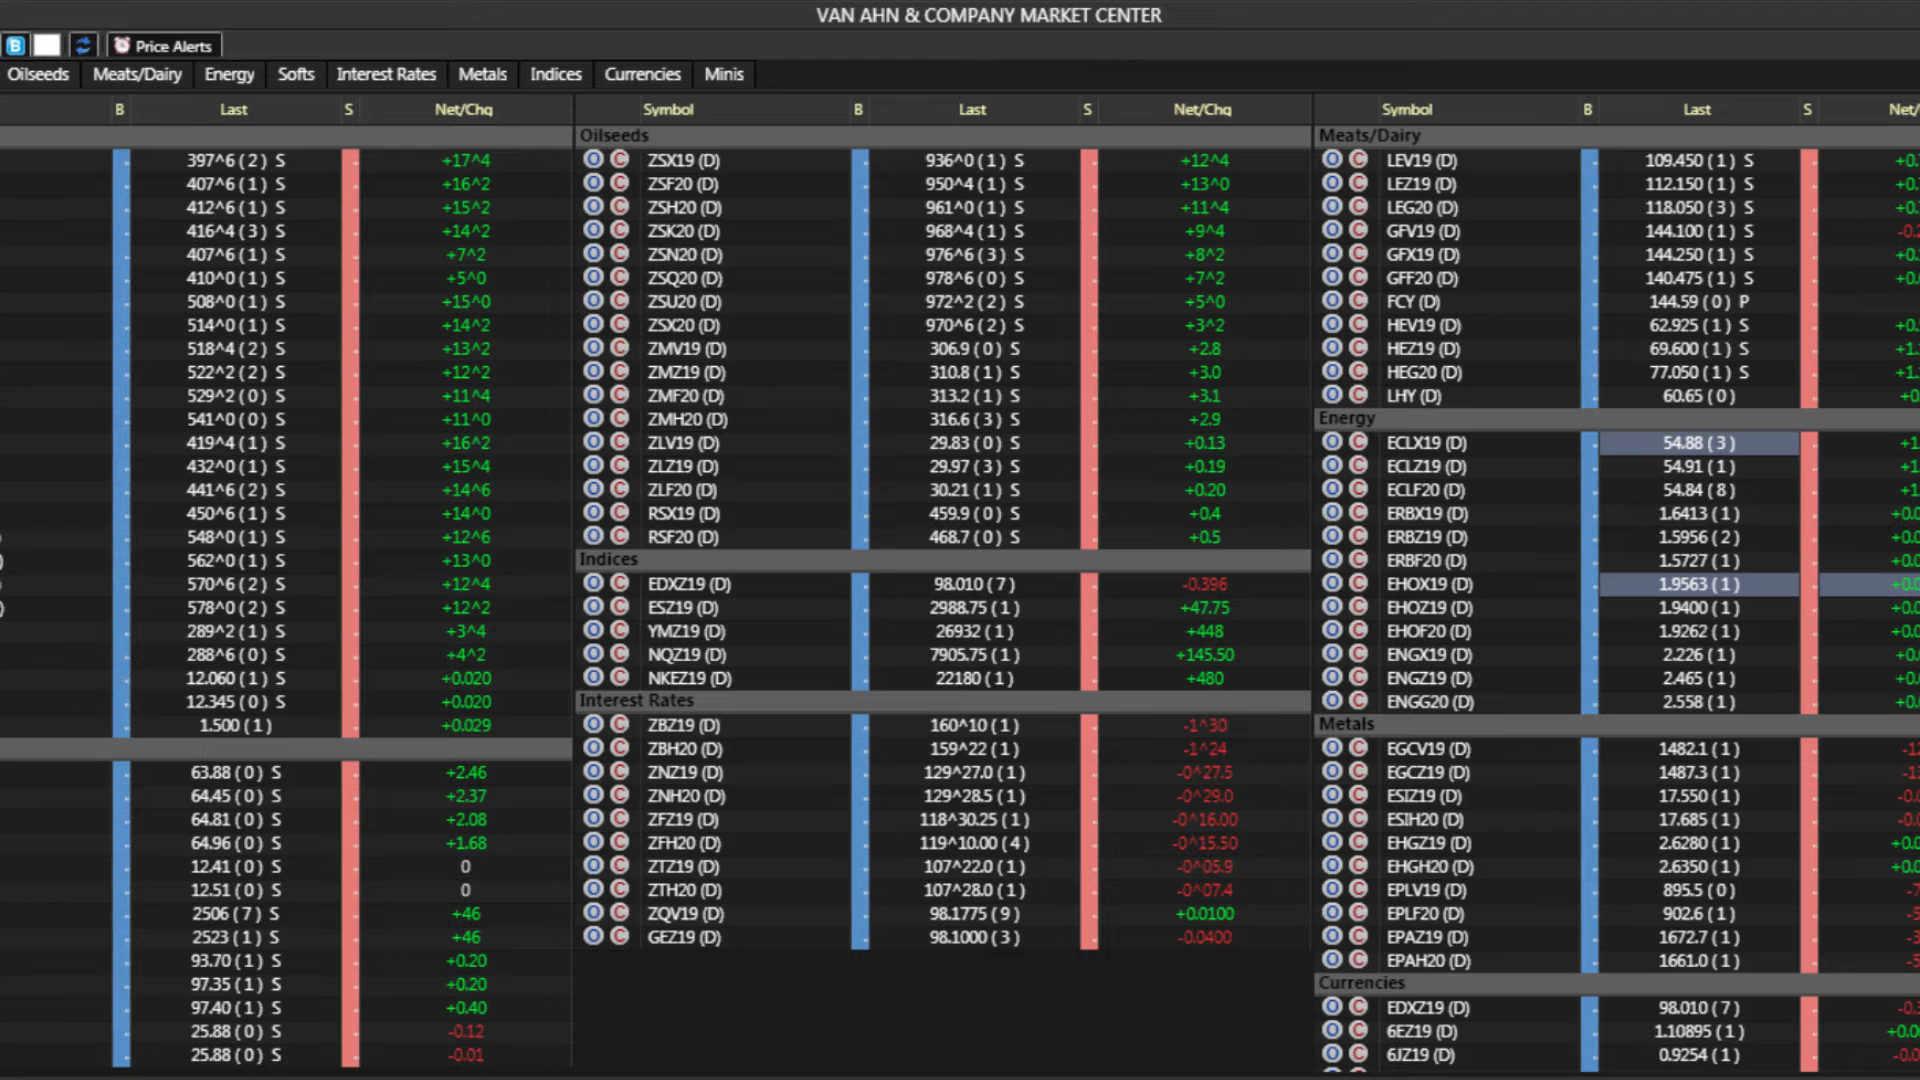 VAN AHN & COMPANY MARKET CENTER
Price Alerts
Oilseeds Meats/Dairy Energy Softs Interest Rates Metals Indices Currencies Minis
B Last S Net/Chq
397^6 ( 2 ) S +17^4
407^6 ( 1 ) S +16^2
412^6 ( 1 ) S +15^2
416^4 ( 3 ) S +14^2
407^6 ( 1 ) S +7^2
410^0 ( 1 ) S +5^0
508^0 ( 1 ) S +15^0
514^0 ( 1 ) S +14^2
518^4 ( 2 ) S +13^2
522^2 ( 2 ) S +12^2
529^2 ( 0 ) S +11^4
541^0 ( 0 ) S +11^0
419^4 ( 1 ) S +16^2
432^0 ( 1 ) S +15^4
441^6 ( 2 ) S +14^6
450^6 ( 1 ) S +14^0
548^0 ( 1 ) S +12^6
562^0 ( 1 ) S +13^0
570^6 ( 2 ) S +12^4
578^0 ( 2 ) S +12^2
289^2 ( 1 ) S +3^4
288^6 ( 0 ) S +4^2
12.060 ( 1 ) S +0.020
12.345 ( 0 ) S +0.020
1.500 ( 1 ) +0.029
63.88 ( 0 ) S +2.46
64.45 ( 0 ) S +2.37
64.81 ( 0 ) S +2.08
64.96 ( 0 ) S +1.68
12.41 ( 0 ) S 0
12.51 ( 0 ) S 0
2506 ( 7 ) S +46
2523 ( 1 ) S +46
93.70 ( 1 ) S +0.20
97.35 ( 1 ) S +0.20
97.40 ( 1 ) S +0.40
25.88 ( 0 ) S -0.12
25.88 ( 0 ) S -0.01
Symbol B Last S Net/Chq
Oilseeds
O C ZSX19 (D) 936^0 ( 1 ) S +12^4
O C ZSF20 (D) 950^4 ( 1 ) S +13^0
O C ZSH20 (D) 961^0 ( 1 ) S +11^4
O C ZSK20 (D) 968^4 ( 1 ) S +9^4
O C ZSN20 (D) 976^6 ( 3 ) S +8^2
O C ZSQ20 (D) 978^6 ( 0 ) S +7^2
O C ZSU20 (D) 972^2 ( 2 ) S +5^0
O C ZSX20 (D) 970^6 ( 2 ) S +3^2
O C ZMV19 (D) 306.9 ( 0 ) S +2.8
O C ZMZ19 (D) 310.8 ( 1 ) S +3.0
O C ZMF20 (D) 313.2 ( 1 ) S +3.1
O C ZMH20 (D) 316.6 ( 3 ) S +2.9
O C ZLV19 (D) 29.83 ( 0 ) S +0.13
O C ZLZ19 (D) 29.97 ( 3 ) S +0.19
O C ZLF20 (D) 30.21 ( 1 ) S +0.20
O C RSX19 (D) 459.9 ( 0 ) S +0.4
O C RSF20 (D) 468.7 ( 0 ) S +0.5
Indices
O C EDXZ19 (D) 98.010 ( 7 ) -0.396
O C ESZ19 (D) 2988.75 ( 1 ) +47.75
O C YMZ19 (D) 26932 ( 1 ) +448
O C NQZ19 (D) 7905.75 ( 1 ) +145.50
O C NKEZ19 (D) 22180 ( 1 ) +480
Interest Rates
O C ZBZ19 (D) 160^10 ( 1 ) -1^30
O C ZBH20 (D) 159^22 ( 1 ) -1^24
O C ZNZ19 (D) 129^27.0 ( 1 ) -0^27.5
O C ZNH20 (D) 129^28.5 ( 1 ) -0^29.0
O C ZFZ19 (D) 118^30.25 ( 1 ) -0^16.00
O C ZFH20 (D) 119^10.00 ( 4 ) -0^15.50
O C ZTZ19 (D) 107^22.0 ( 1 ) -0^05.9
O C ZTH20 (D) 107^28.0 ( 1 ) -0^07.4
O C ZQV19 (D) 98.1775 ( 9 ) +0.0100
O C GEZ19 (D) 98.1000 ( 3 ) -0.0400
Symbol B Last S Net/
Meats/Dairy
O C LEV19 (D) 109.450 ( 1 ) S
O C LEZ19 (D) 112.150 ( 1 ) S
O C LEG20 (D) 118.050 ( 3 ) S
O C GFV19 (D) 144.100 ( 1 ) S
O C GFX19 (D) 144.250 ( 1 ) S
O C GFF20 (D) 140.475 ( 1 ) S
O C FCY (D) 144.59 ( 0 ) P
O C HEV19 (D) 62.925 ( 1 ) S
O C HEZ19 (D) 69.600 ( 1 ) S
O C HEG20 (D) 77.050 ( 1 ) S
O C LHY (D) 60.65 ( 0 )
Energy
O C ECLX19 (D) 54.88 ( 3 )
O C ECLZ19 (D) 54.91 ( 1 )
O C ECLF20 (D) 54.84 ( 8 )
O C ERBX19 (D) 1.6413 ( 1 )
O C ERBZ19 (D) 1.5956 ( 2 )
O C ERBF20 (D) 1.5727 ( 1 )
O C EHOX19 (D) 1.9563 ( 1 )
O C EHOZ19 (D) 1.9400 ( 1 )
O C EHOF20 (D) 1.9262 ( 1 )
O C ENGX19 (D) 2.226 ( 1 )
O C ENGZ19 (D) 2.465 ( 1 )
O C ENGG20 (D) 2.558 ( 1 )
Metals
O C EGCV19 (D) 1482.1 ( 1 )
O C EGCZ19 (D) 1487.3 ( 1 )
O C ESIZ19 (D) 17.550 ( 1 )
O C ESIH20 (D) 17.685 ( 1 )
O C EHGZ19 (D) 2.6280 ( 1 )
O C EHGH20 (D) 2.6350 ( 1 )
O C EPLV19 (D) 895.5 ( 0 )
O C EPLF20 (D) 902.6 ( 1 )
O C EPAZ19 (D) 1672.7 ( 1 )
O C EPAH20 (D) 1661.0 ( 1 )
Currencies
O C EDXZ19 (D) 98.010 ( 7 )
O C 6EZ19 (D) 1.10895 ( 1 )
O C 6JZ19 (D) 0.9254 ( 1 )